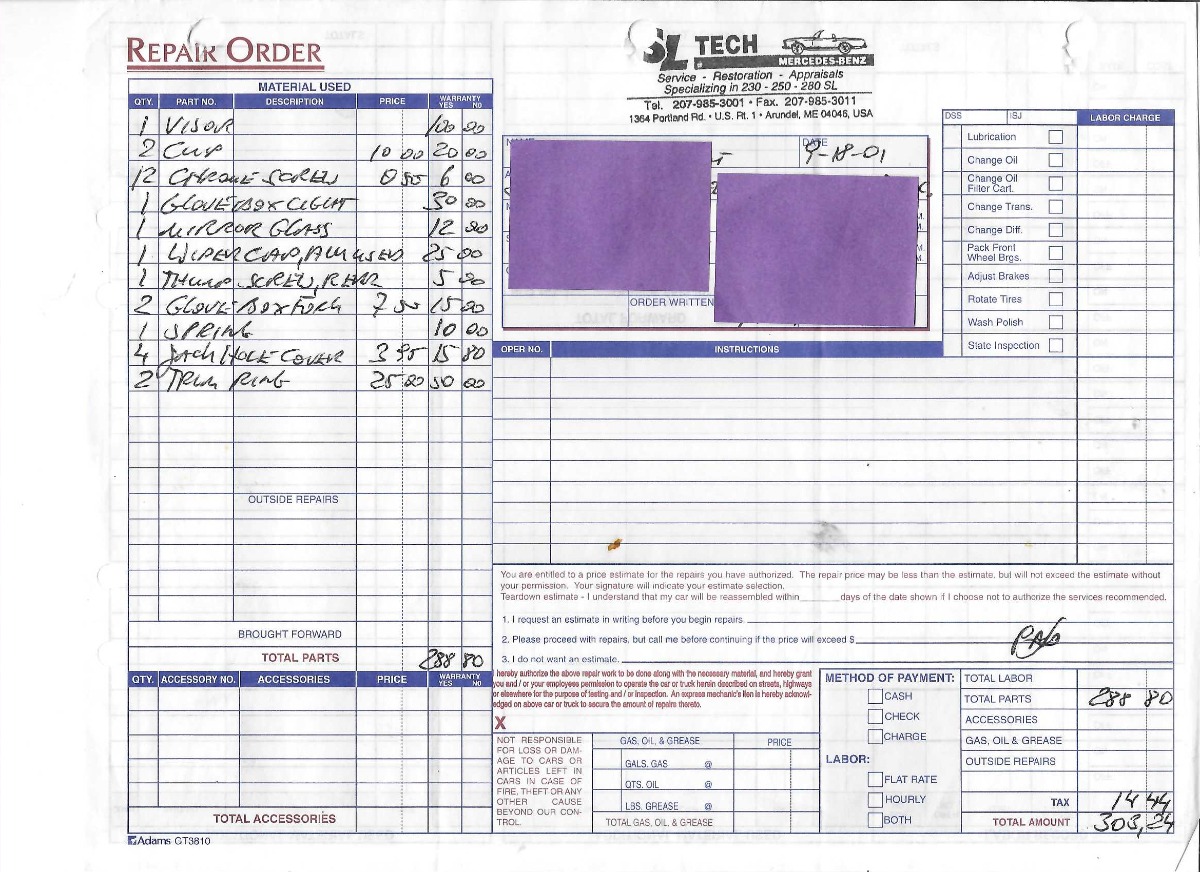 REPAIR ORDER
SL TECH
MERCEDES-BENZ
Service - Restoration - Appraisals
Specializing in 230 - 250 - 280 SL
Tel. 207-985-3001 • Fax. 207-985-3011
1364 Portland Rd. • U.S. Rt. 1 • Arundel, ME 04046, USA
MATERIAL USED
QTY. PART NO. DESCRIPTION PRICE WARRANTY YES NO
1 VISOR 100 00
2 CUP 10 00 20 00
12 CHROME SCREW 0 50 6 00
1 GLOVEBOX LIGHT 30 00
1 MIRROR GLASS 12 00
1 WIPER CAP, ALM USED 25 00
1 THUMB SCREW, REAR 5 00
2 GLOVE BOX FORK 7 50 15 00
1 SPRING 10 00
4 JACK HOLE COVER 3 95 15 80
2 TRIM RING 25 00 50 00
OUTSIDE REPAIRS
BROUGHT FORWARD
TOTAL PARTS 288 80
QTY. ACCESSORY NO. ACCESSORIES PRICE WARRANTY YES NO
TOTAL ACCESSORIES
Adams CT3810
DATE
9-18-01
ORDER WRITTEN
OPER NO. INSTRUCTIONS
DSS ISJ LABOR CHARGE
Lubrication
Change Oil
Change Oil Filter Cart.
Change Trans.
Change Diff.
Pack Front Wheel Brgs.
Adjust Brakes
Rotate Tires
Wash Polish
State Inspection
You are entitled to a price estimate for the repairs you have authorized. The repair price may be less than the estimate, but will not exceed the estimate without
your permission. Your signature will indicate your estimate selection.
Teardown estimate - I understand that my car will be reassembled within days of the date shown if I choose not to authorize the services recommended.
1. I request an estimate in writing before you begin repairs.
2. Please proceed with repairs, but call me before continuing if the price will exceed $
PAID
3. I do not want an estimate.
I hereby authorize the above repair work to be done along with the necessary material, and hereby grant
you and / or your employees permission to operate the car or truck herein described on streets, highways
or elsewhere for the purpose of testing and / or inspection. An express mechanic's lien is hereby acknowl-
edged on above car or truck to secure the amount of repairs thereto.
X
NOT RESPONSIBLE
FOR LOSS OR DAM-
AGE TO CARS OR
ARTICLES LEFT IN
CARS IN CASE OF
FIRE, THEFT OR ANY
OTHER CAUSE
BEYOND OUR CON-
TROL.
GAS, OIL, & GREASE PRICE
GALS. GAS @
QTS. OIL @
LBS. GREASE @
TOTAL GAS, OIL, & GREASE
METHOD OF PAYMENT:
CASH
CHECK
CHARGE
LABOR:
FLAT RATE
HOURLY
BOTH
TOTAL LABOR
TOTAL PARTS 288 80
ACCESSORIES
GAS, OIL & GREASE
OUTSIDE REPAIRS
TAX 14 44
TOTAL AMOUNT 303,24